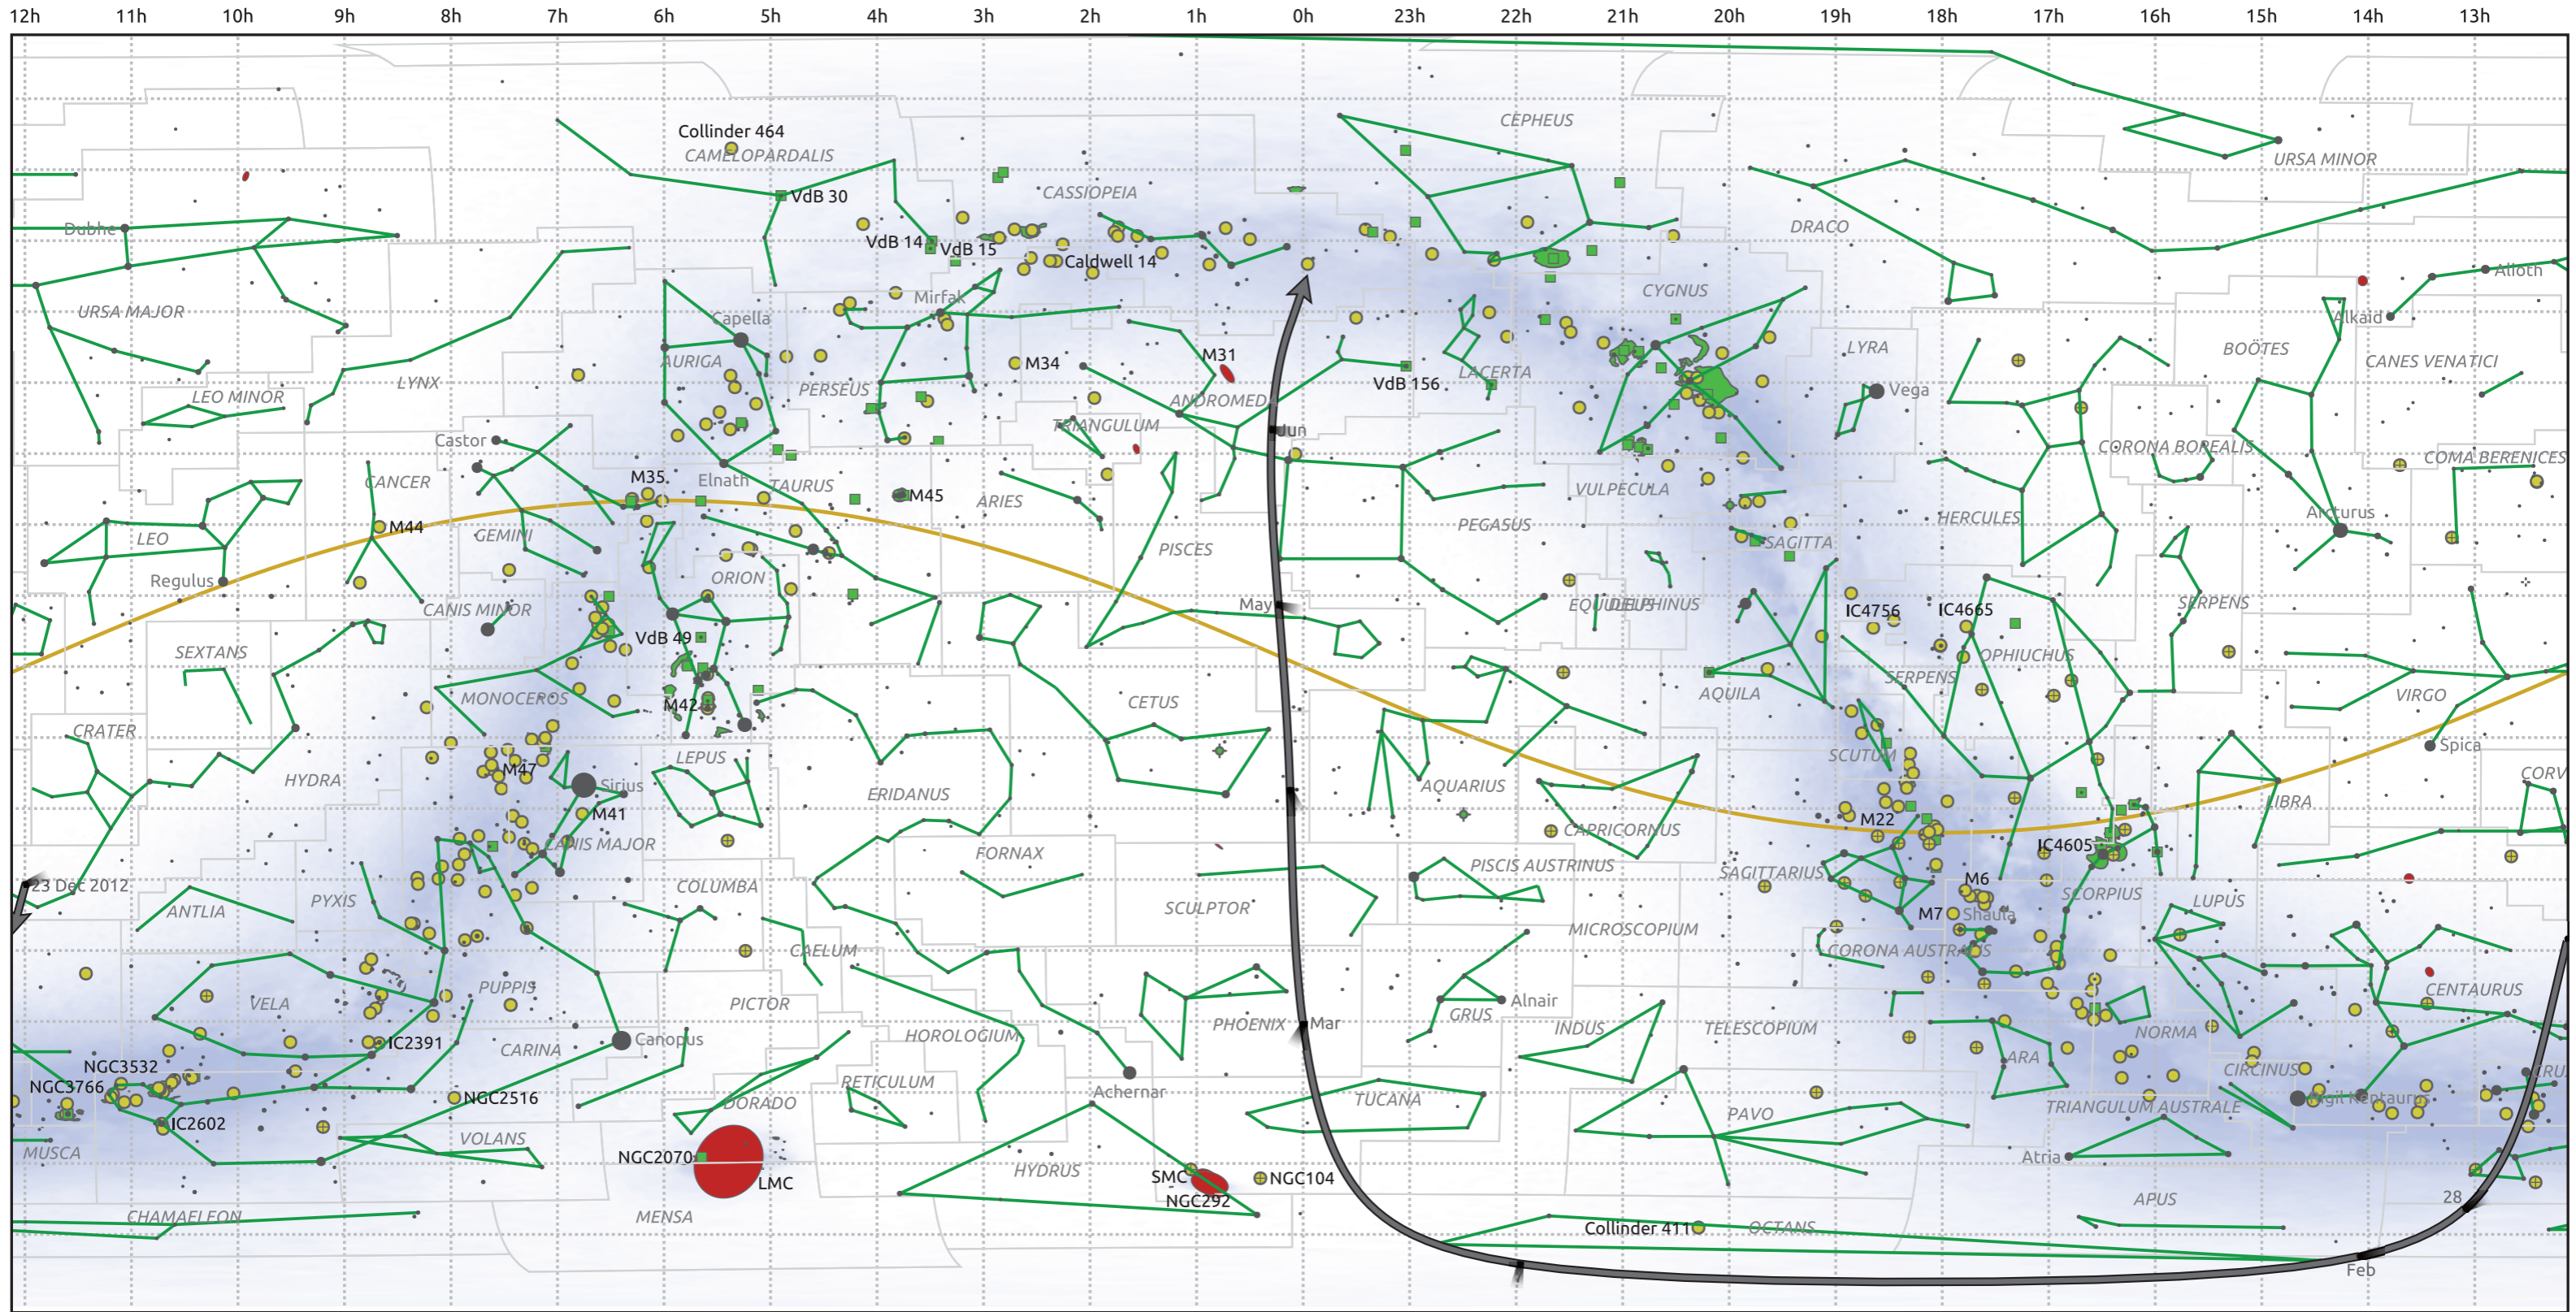 12h 11h 10h 9h 8h 7h 6h 5h 4h 3h 2h 1h 0h 23h 22h 21h 20h 19h 18h 17h 16h 15h 14h 13h
CEPHEUS
Collinder 464
CAMELOPARDALIS
URSA MINOR
CASSIOPEIA
VdB 30
DRACO
Dubhe
VdB 14
VdB 15
Caldwell 14
Alioth
CYGNUS
Mirfak
URSA MAJOR
Capella
Alkaid
LYRA
BOÖTES
M31
AURIGA
M34
CANES VENATICI
LACERTA
LYNX
VdB 156
PERSEUS
Vega
LEO MINOR
ANDROMED
TRIANGULUM
Jun
Castor
CORONA BOREALIS
COMA BERENICES
M35
Elnath
CANCER
TAURUS
VULPECULA
M45
ARIES
Arcturus
HERCULES
M44
PEGASUS
GEMINI
LEO
SAGITTA
PISCES
ORION
Regulus
SERPENS
May
EQUULEUS
DELPHINUS
CANIS MINOR
IC4756
IC4665
VdB 49
SEXTANS
OPHIUCHUS
SERPENS
AQUILA
VIRGO
MONOCEROS
CETUS
M42
CRATER
Spica
LEPUS
SCUTUM
M47
CORV
HYDRA
Sirius
AQUARIUS
ERIDANUS
LIBRA
M41
M22
CAPRICORNUS
CANIS MAJOR
IC4605
FORNAX
PISCIS AUSTRINUS
SAGITTARIUS
M6
23 Dec 2012
COLUMBA
SCORPIUS
PYXIS
LUPUS
SCULPTOR
ANTLIA
M7
Shaula
MICROSCOPIUM
CAELUM
CORONA AUSTRALIS
PUPPIS
CENTAURUS
Alnair
VELA
PICTOR
GRUS
Mar
PHOENIX
INDUS
TELESCOPIUM
NORMA
HOROLOGIUM
Canopus
IC2391
CARINA
ARA
NGC3532
CIRCINUS
CRU
RETICULUM
NGC3766
Achernar
NGC2516
TUCANA
Rigil Kentaurus
DORADO
TRIANGULUM AUSTRALE
PAVO
IC2602
VOLANS
MUSCA
NGC2070
Atria
HYDRUS
SMC
NGC104
LMC
28
NGC292
APUS
CHAMAELEON
MENSA
Collinder 411
OCTANS
Feb